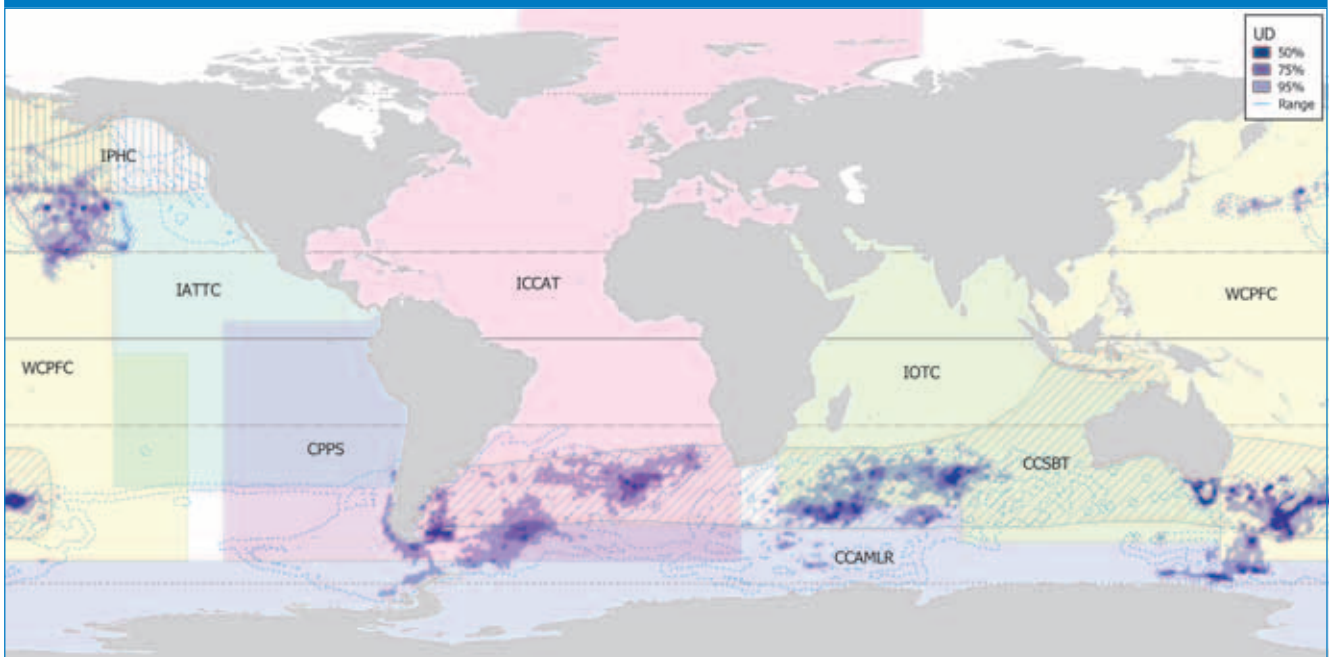 UD
50%
75%
95%
Range
IPHC
IATTC
ICCAT
WCPFC
WCPFC
IOTC
CPPS
CCSBT
CCAMLR